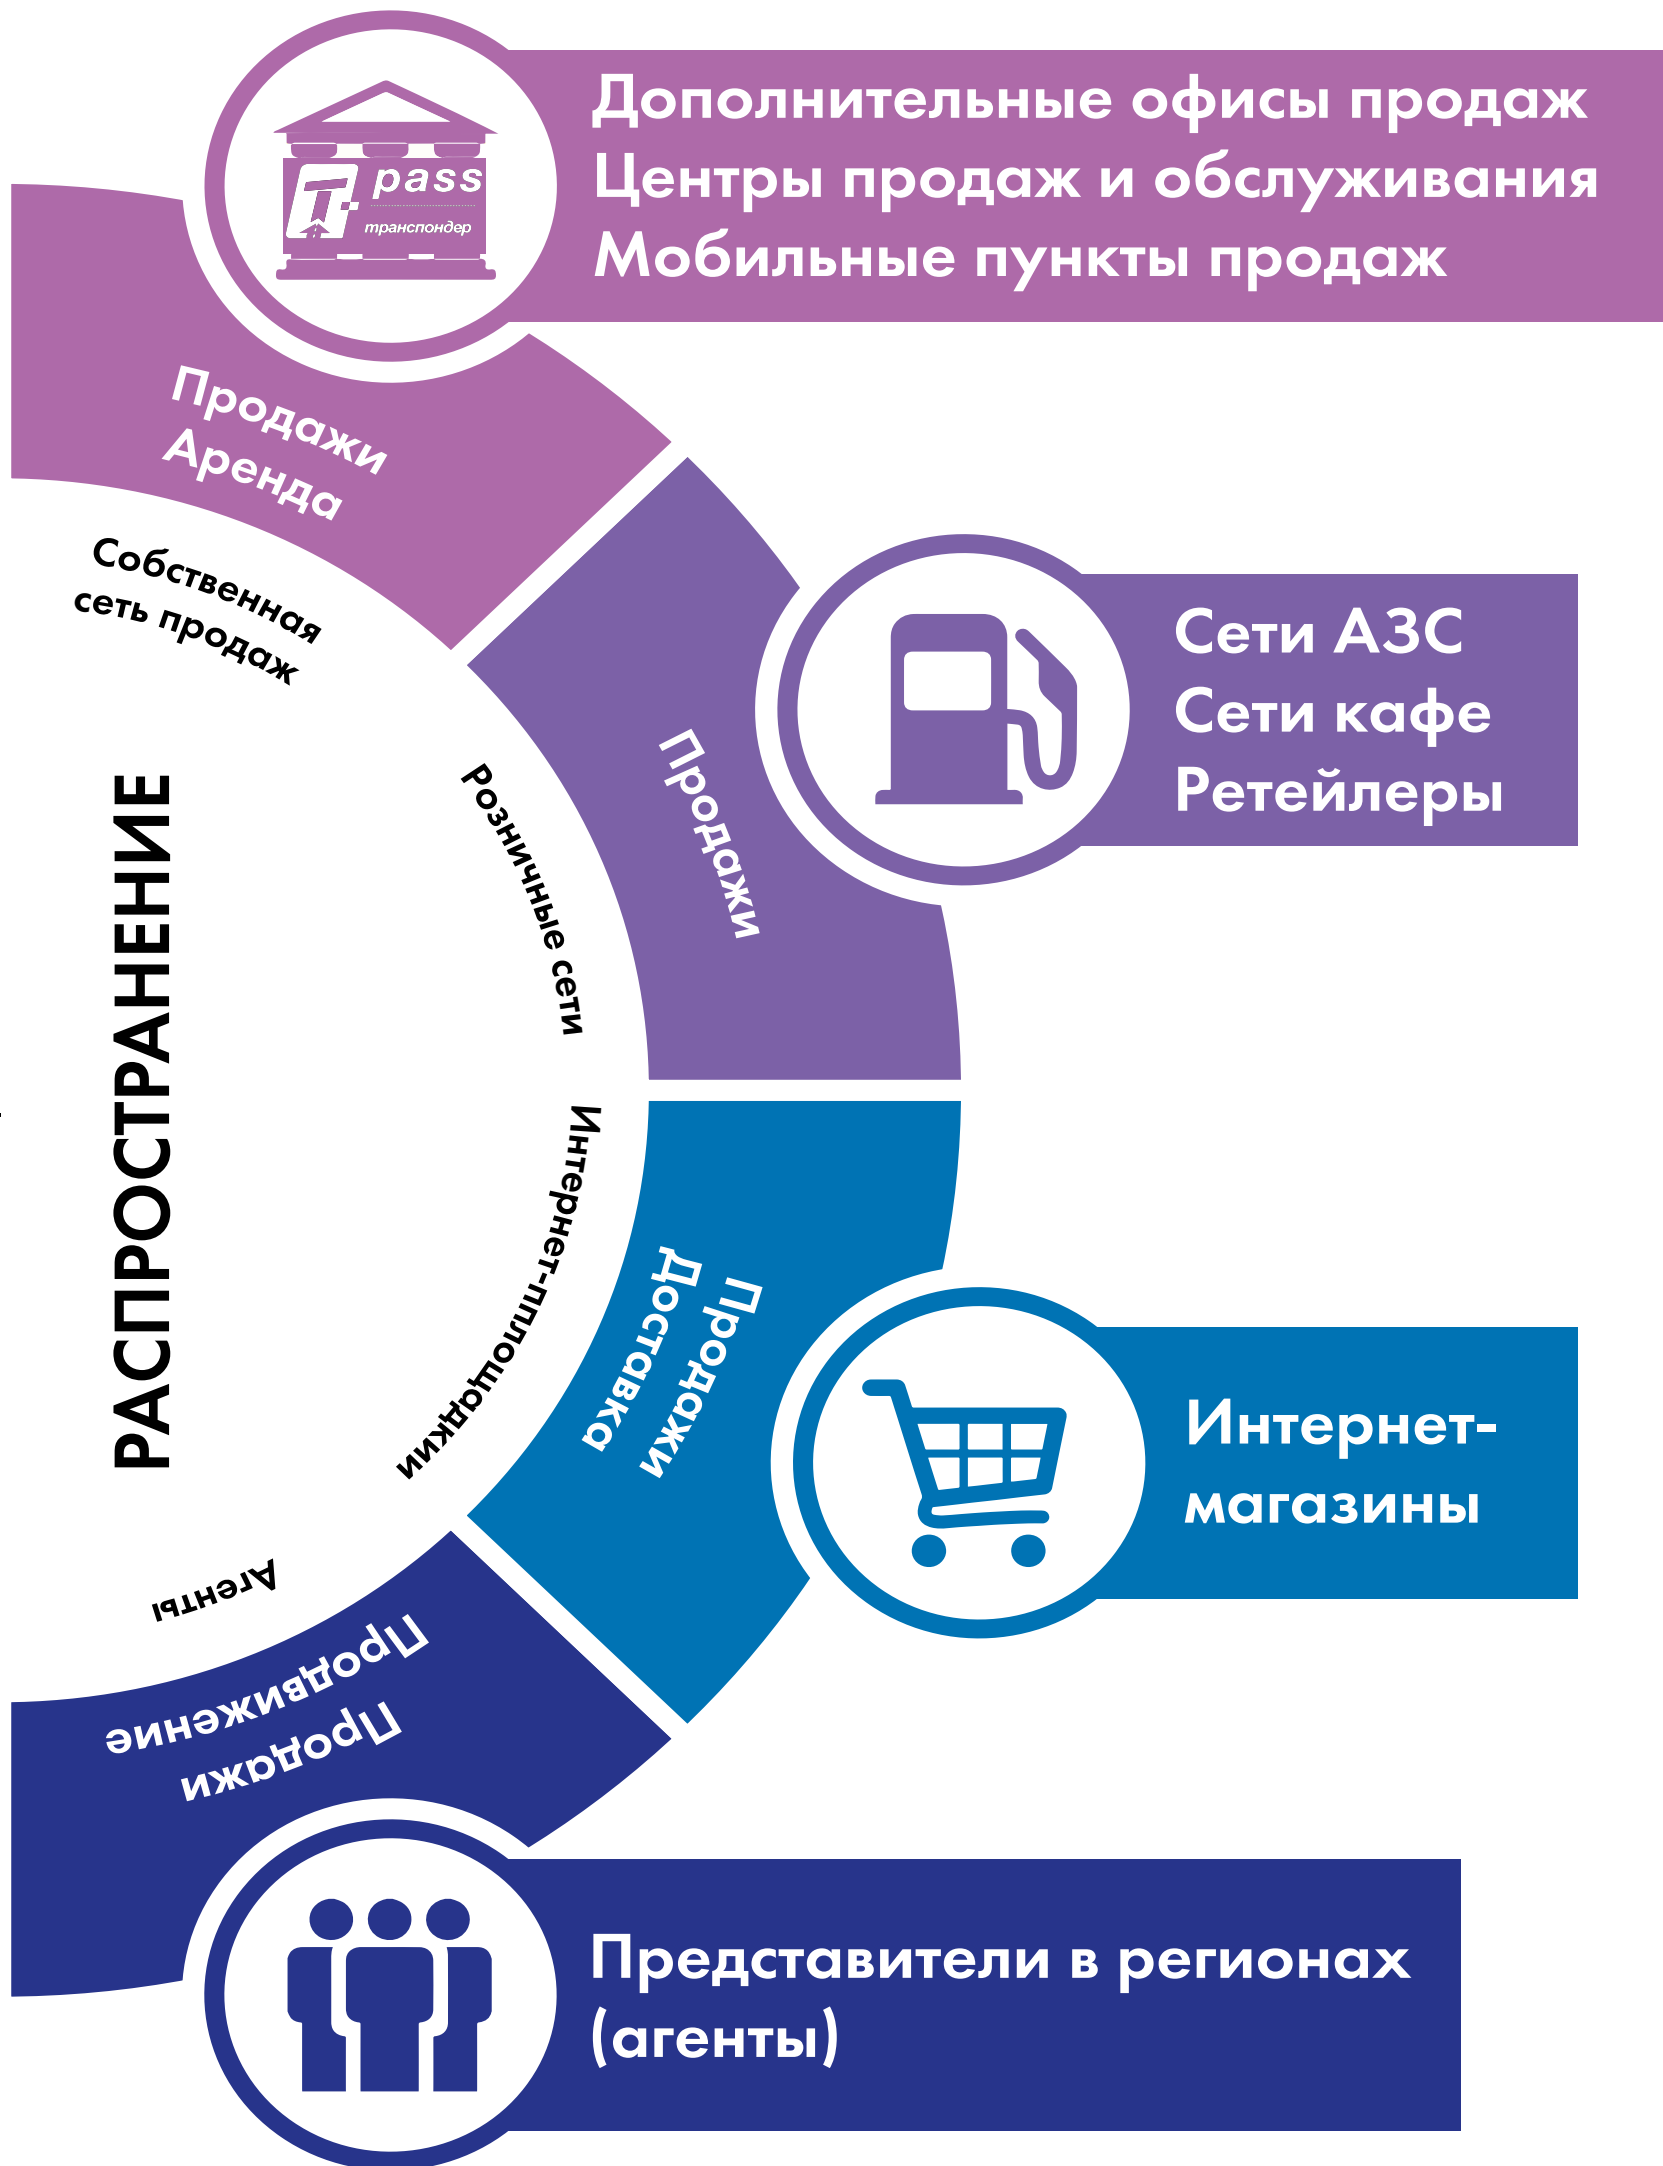 Дополнительные офисы продаж
Центры продаж и обслуживания
Мобильные пункты продаж
T-pass
транспондер
Продажи
Аренда
Собственная
сеть продаж
Сети АЗС
Сети кафе
Ретейлеры
Продажи
Розничные сети
РАСПРОСТРАНЕНИЕ
Интернет-пплощадкии
Продажи
Доставка
Интернет-
магазины
Агенты
Продвижение
Продажи
Представители в регионах
(агенты)